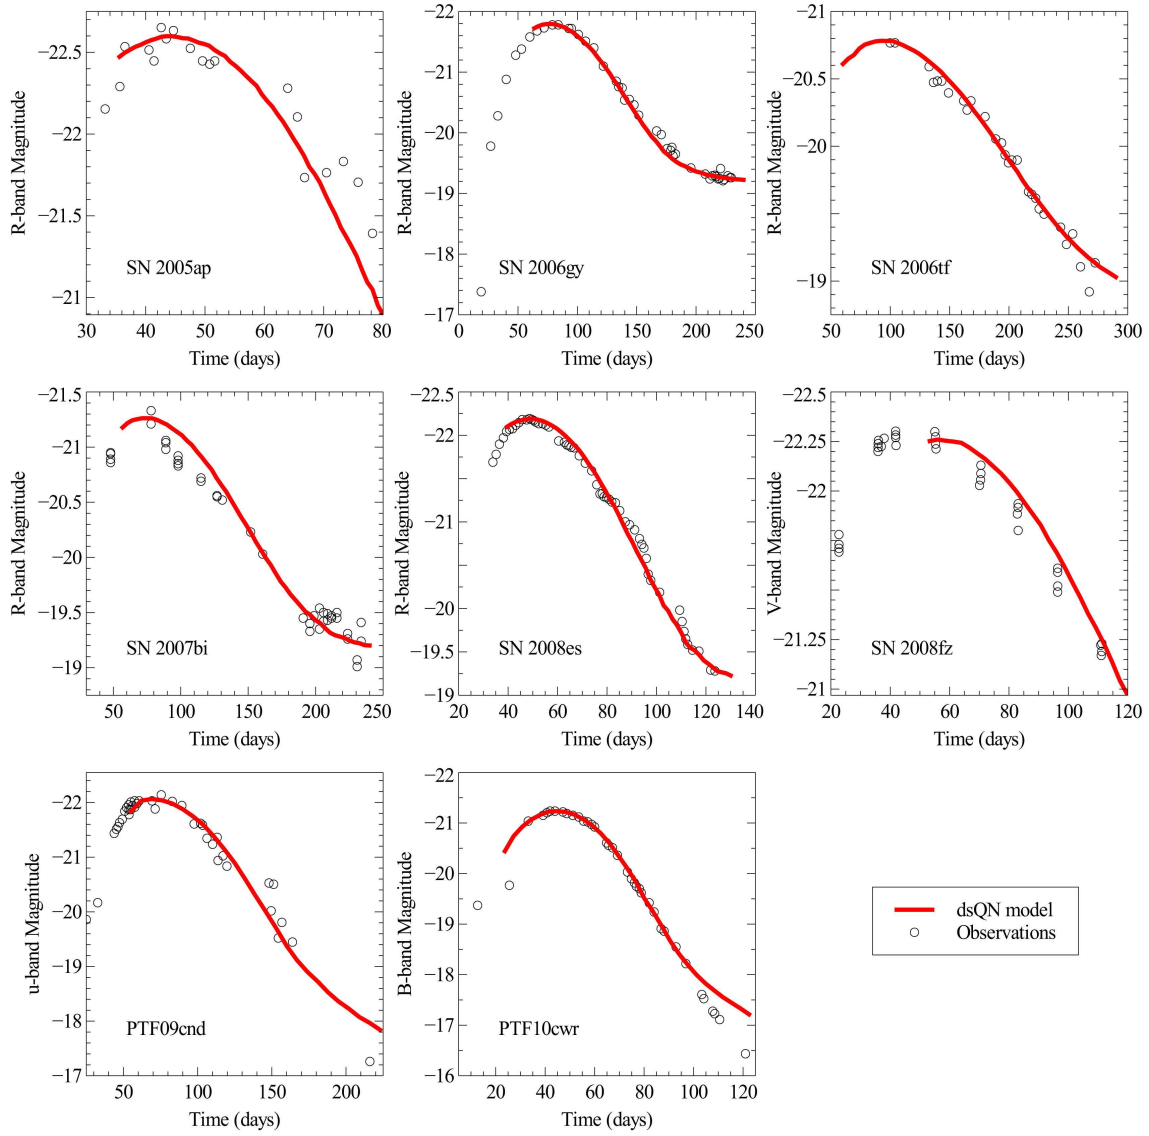 −22.5
−22
−21.5
−21
R-band Magnitude
SN 2005ap
30 40 50 60 70 80
Time (days)
−22
−21
−20
−19
−18
−17
R-band Magnitude
SN 2006gy
0 50 100 150 200 250
Time (days)
−21
−20.5
−20
−19
R-band Magnitude
SN 2006tf
50 100 150 200 250 300
Time (days)
−21.5
−21
−20.5
−20
−19.5
−19
R-band Magnitude
SN 2007bi
50 100 150 200 250
Time (days)
−22.5
−22
−21
−20
−19.5
−19
R-band Magnitude
SN 2008es
20 40 60 80 100 120 140
Time (days)
−22.5
−22.25
−22
−21.25
−21
V-band Magnitude
SN 2008fz
20 40 60 80 100 120
Time (days)
−22
−21
−20
−19
−18
−17
u-band Magnitude
PTF09cnd
50 100 150 200
Time (days)
−22
−21
−20
−19
−18
−17
−16
B-band Magnitude
PTF10cwr
20 40 60 80 100 120
Time (days)
dsQN model
Observations